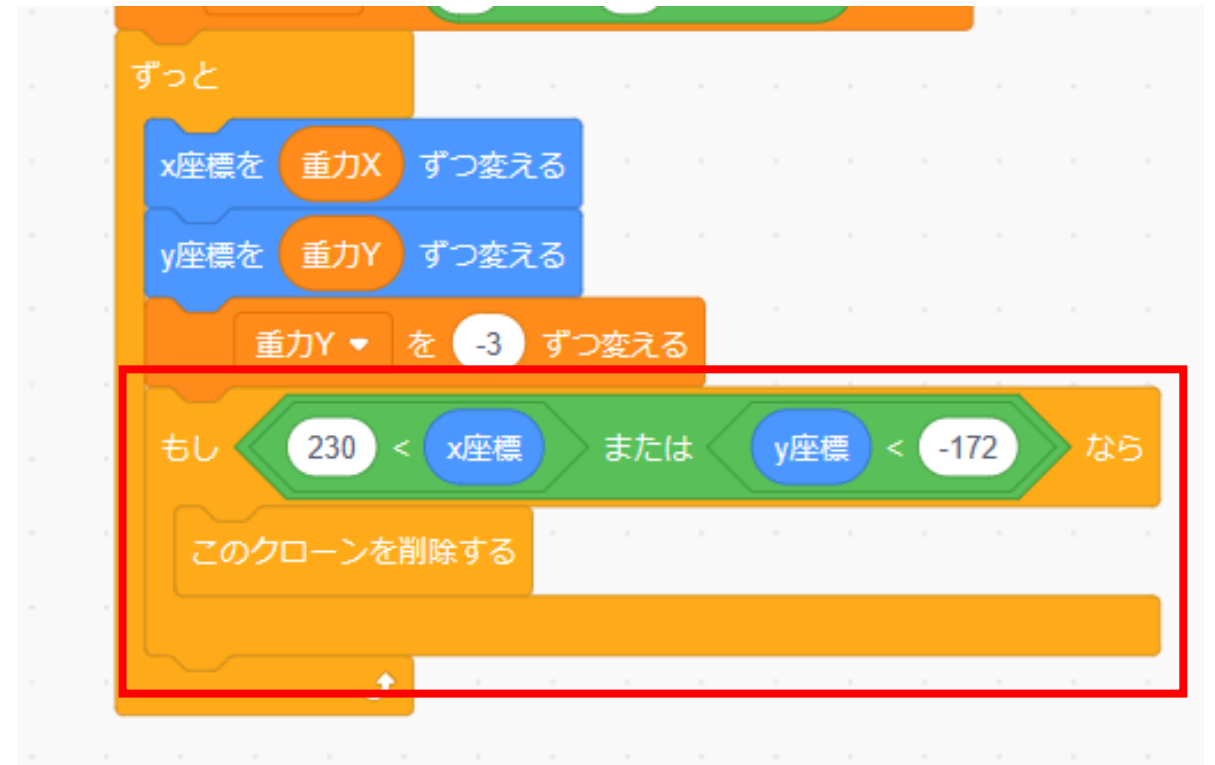 ずっと
x座標を 重力X ずつ変える
y座標を 重力Y ずつ変える
重力Y を -3 ずつ変える
もし 230 < x座標 または y座標 < -172 なら
このクローンを削除する